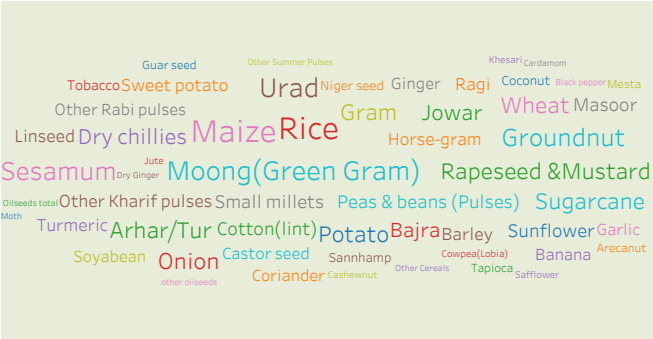 Khesari
Other Summer Pulses
Cardamom
Guar seed
Tobacco
Sweet potato
Urad
Niger seed
Ginger
Ragi
Coconut
Black pepper
Mesta
Other Rabi pulses
Gram
Jowar
Wheat
Masoor
Linseed
Dry chillies
Maize
Rice
Horse-gram
Groundnut
Sesamum
Jute
Dry Ginger
Moong(Green Gram)
Rapeseed &Mustard
Oilseeds total
Other Kharif pulses
Small millets
Peas & beans (Pulses)
Sugarcane
Moth
Turmeric
Arhar/Tur
Cotton(lint)
Potato
Bajra
Barley
Sunflower
Garlic
Soyabean
Onion
Castor seed
Sannhamp
Cowpea(Lobia)
Banana
Arecanut
other oilseeds
Coriander
Cashewnut
Other Cereals
Tapioca
Safflower